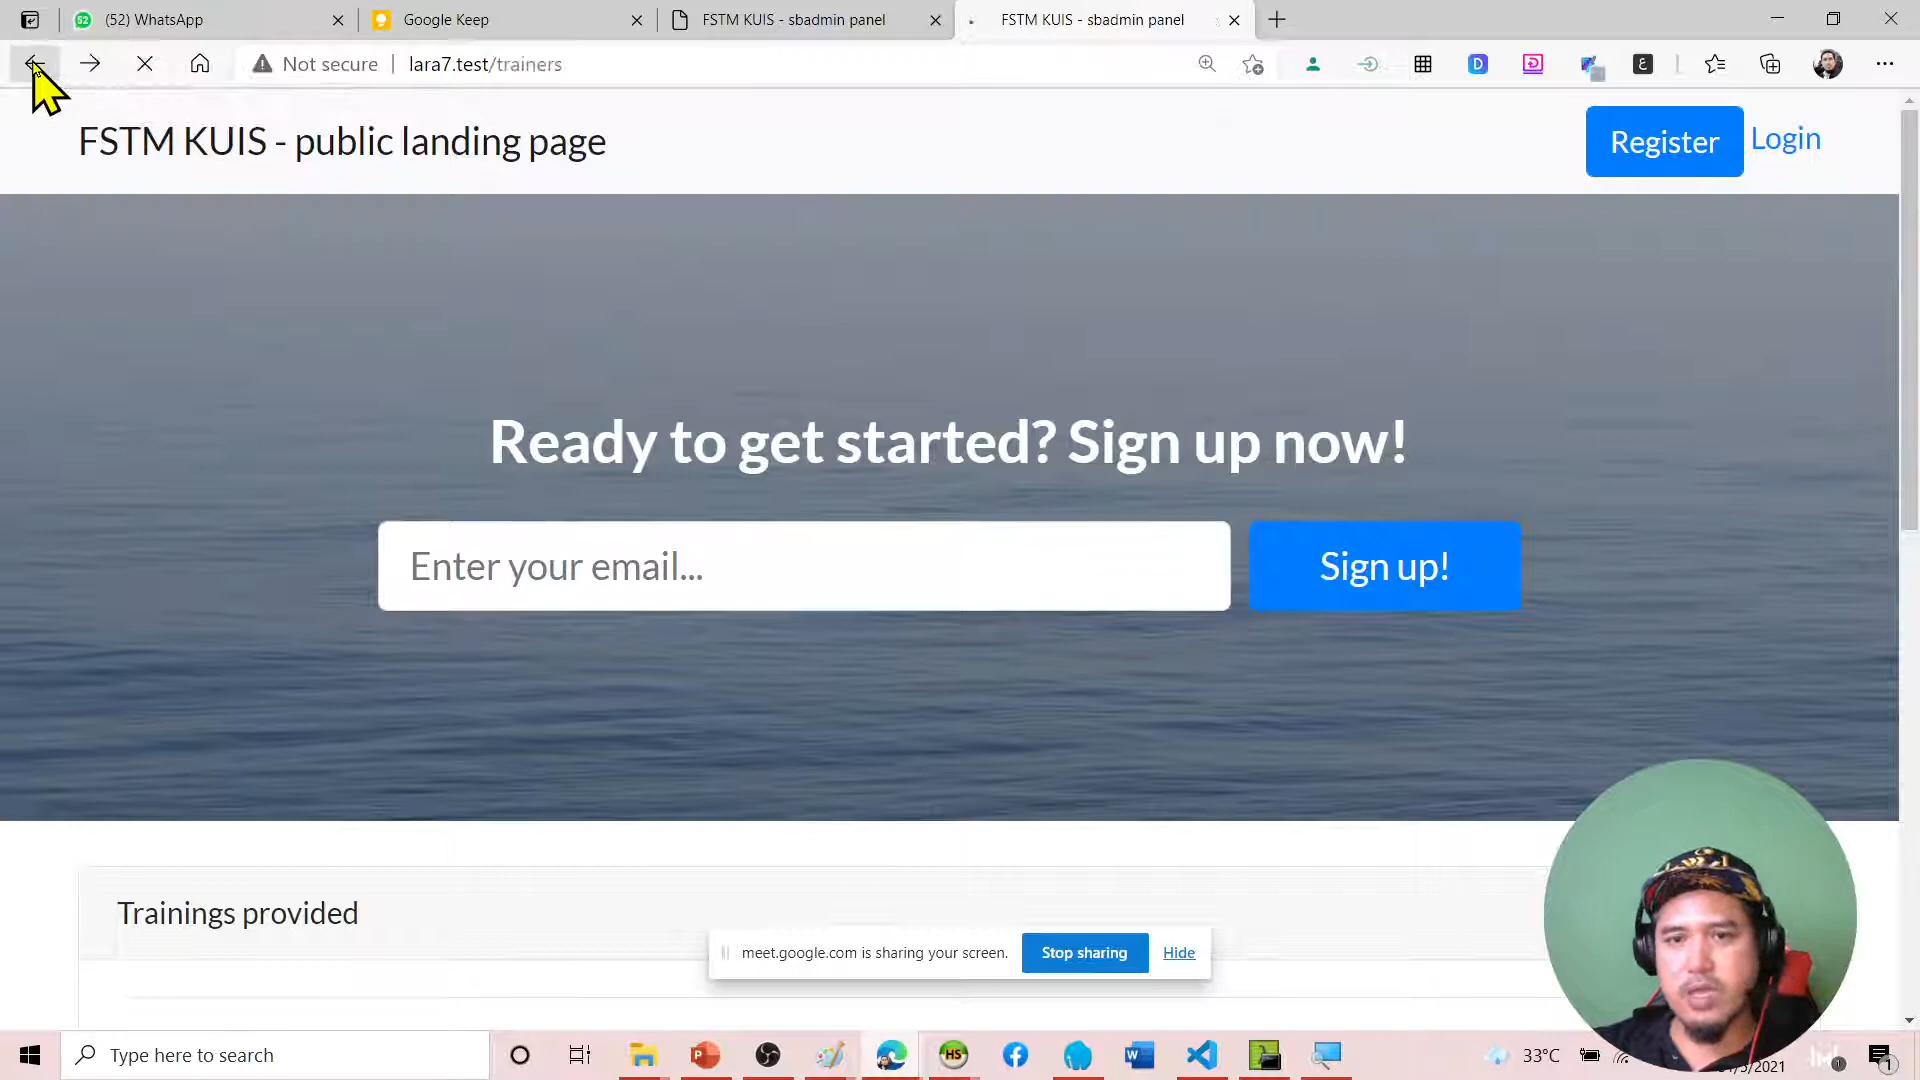 (52) WhatsApp
Google Keep
FSTM KUIS - sbadmin panel
FSTM KUIS - sbadmin panel
Not secure
lara7.test/trainers
FSTM KUIS - public landing page
Register
Login
Ready to get started? Sign up now!
Enter your email...
Sign up!
Trainings provided
meet.google.com is sharing your screen.
Stop sharing
Hide
Type here to search
33°C